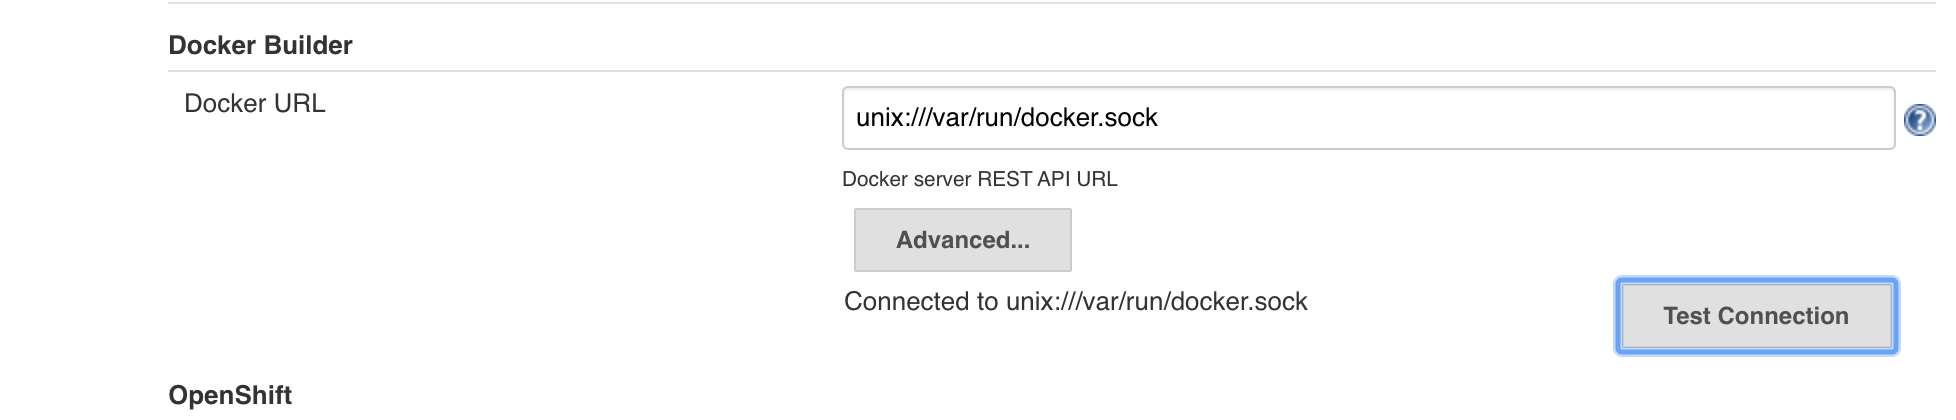 Docker Builder
Docker URL
unix:///var/run/docker.sock
?
Docker server REST API URL
Advanced...
Connected to unix:///var/run/docker.sock
Test Connection
OpenShift